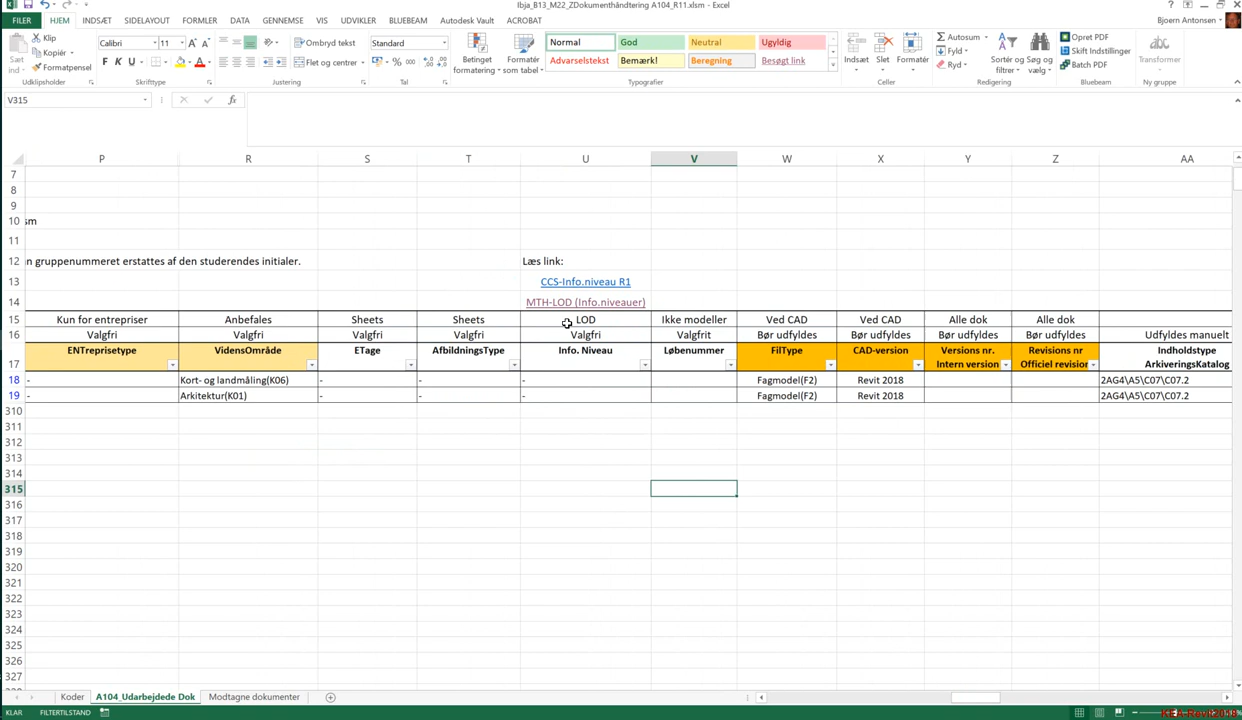 Ibja_B13_M22_ZDokumenthåndtering A104_R11.xlsm - Excel
FILER HJEM INDSÆT SIDELAYOUT FORMLER DATA GENNEMSE VIS UDVIKLER BLUEBEAM Autodesk Vault ACROBAT Bjoern Antonsen
Sæt ind
Klip
Kopiér
Formatpensel
Udklipsholder
Calibri 11
F K U
Skrifttype
Ombryd tekst
Flet og centrer
Justering
Standard
% 000
Tal
Betinget formatering
Formatér som tabel
Normal God Neutral Ugyldig
Advarselstekst Bemærk! Beregning Besøgt link
Typografier
Indsæt Slet Formatér
Celler
Autosum
Fyld
Ryd
Sortér og filtrer
Søg og vælg
Redigering
Opret PDF
Skift Indstillinger
Batch PDF
Bluebeam
abc
Transformer
Ny gruppe
V315 fx
P R S T U V W X Y Z AA
7
8
9
10 sm
11
12 n gruppenummeret erstattes af den studerendes initialer. Læs link:
13 CCS-Info.niveau R1
14 MTH-LOD (Info.niveauer)
15 Kun for entrepriser Anbefales Sheets Sheets LOD Ikke modeller Ved CAD Ved CAD Alle dok Alle dok
16 Valgfri Valgfri Valgfri Valgfri Valgfri Valgfrit Bør udfyldes Bør udfyldes Bør udfyldes Bør udfyldes Udfyldes manuelt
17 ENTreprisetype VidensOmråde ETage AfbildningsType Info. Niveau Løbenummer FilType CAD-version Versions nr. Intern version Revisions nr Officiel revision Indholdstype ArkiveringsKatalog
18 - Kort- og landmåling(K06) - - - Fagmodel(F2) Revit 2018 2AG4\A5\C07\C07.2
19 - Arkitektur(K01) - - - Fagmodel(F2) Revit 2018 2AG4\A5\C07\C07.2
310
311
312
313
314
315
316
317
318
319
320
321
322
323
324
325
326
327
Koder A104_Udarbejdede Dok Modtagne dokumenter
KLAR FILTERTILSTAND KEA-Revit2018